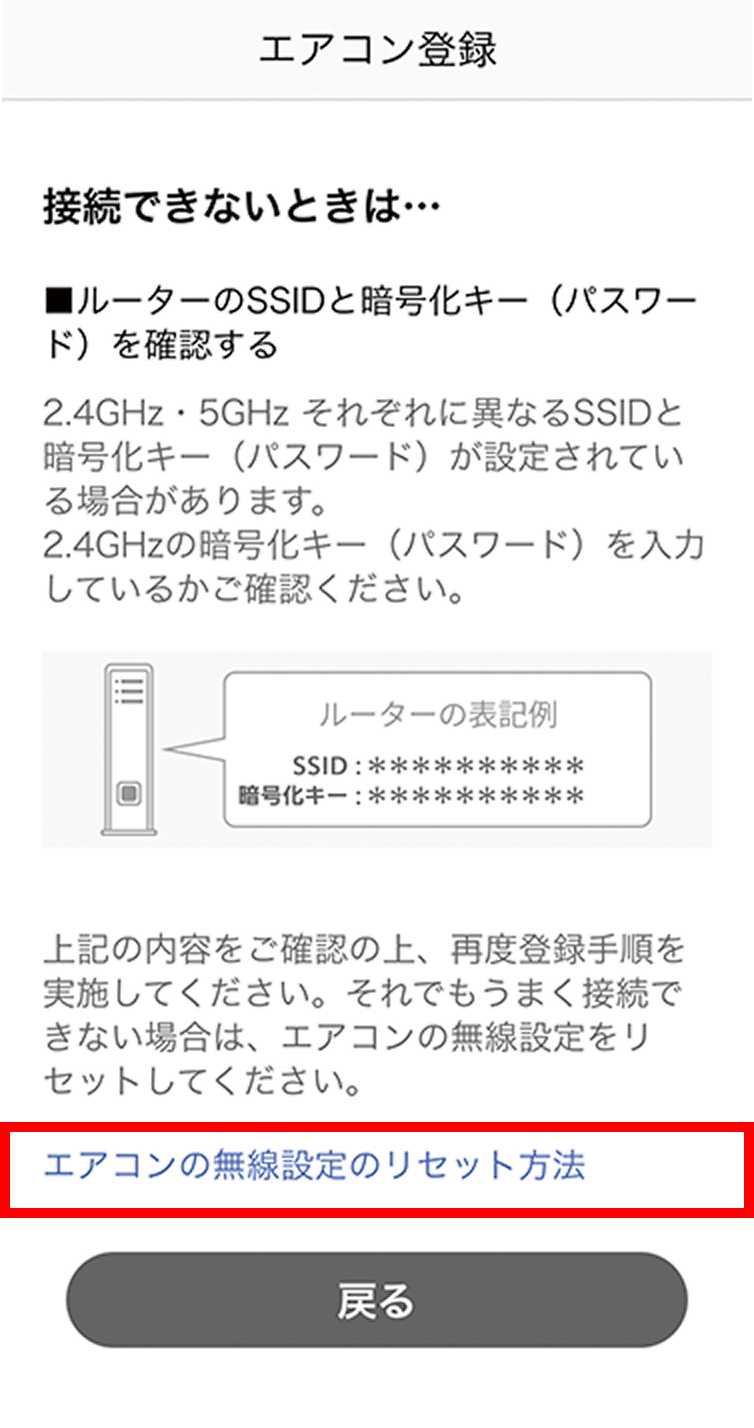 エアコン登録
接続できないときは…
■ルーターのSSIDと暗号化キー（パスワー
ド）を確認する
2.4GHz・5GHz それぞれに異なるSSIDと
暗号化キー（パスワード）が設定されてい
る場合があります。
2.4GHzの暗号化キー（パスワード）を入力
しているかご確認ください。
ルーターの表記例
SSID：**********
暗号化キー：**********
上記の内容をご確認の上、再度登録手順を
実施してください。それでもうまく接続で
きない場合は、エアコンの無線設定をリ
セットしてください。
エアコンの無線設定のリセット方法
戻る